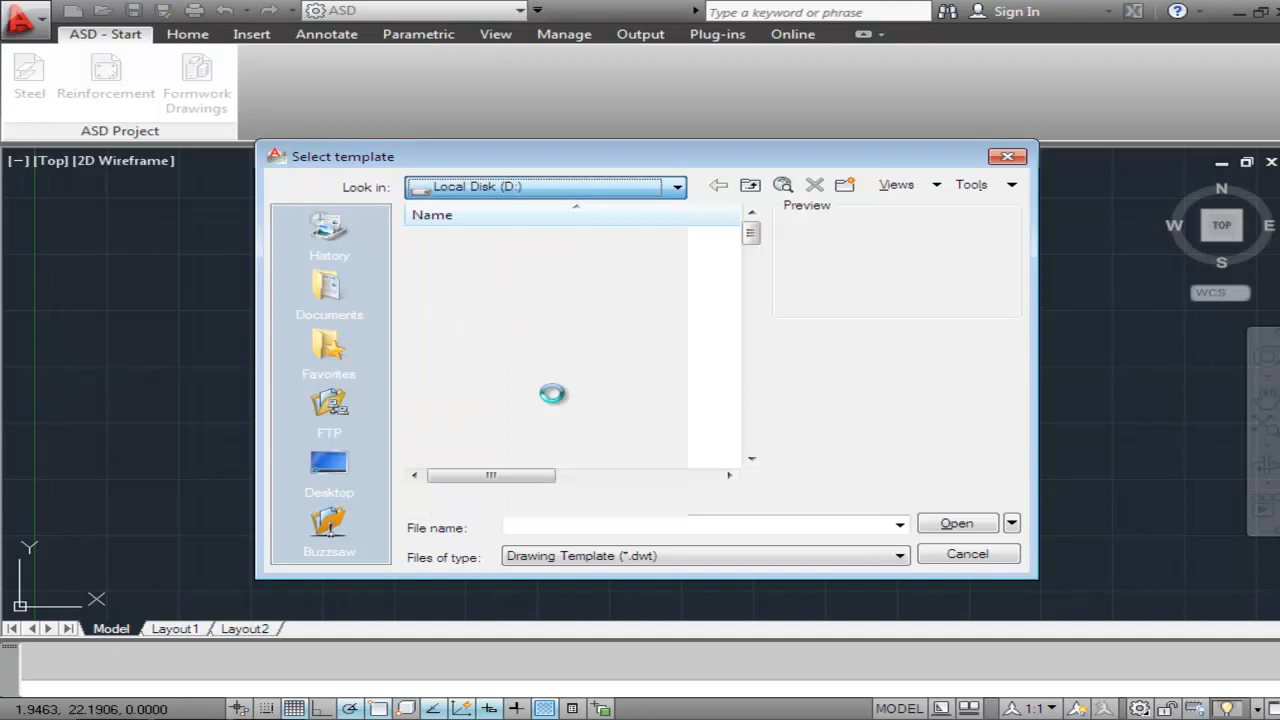 ASD
Type a keyword or phrase
Sign In
ASD - Start Home Insert Annotate Parametric View Manage Output Plug-ins Online
Steel Reinforcement Formwork Drawings
ASD Project
[−] [Top] [2D Wireframe]
Select template
Look in: Local Disk (D:)
Views Tools
Name
Preview
History
Documents
Favorites
FTP
Desktop
Buzzsaw
File name:
Open
Files of type: Drawing Template (*.dwt)
Cancel
N
W TOP E
S
WCS
Y
X
Model Layout1 Layout2
1.9463, 22.1906, 0.0000
MODEL 1:1